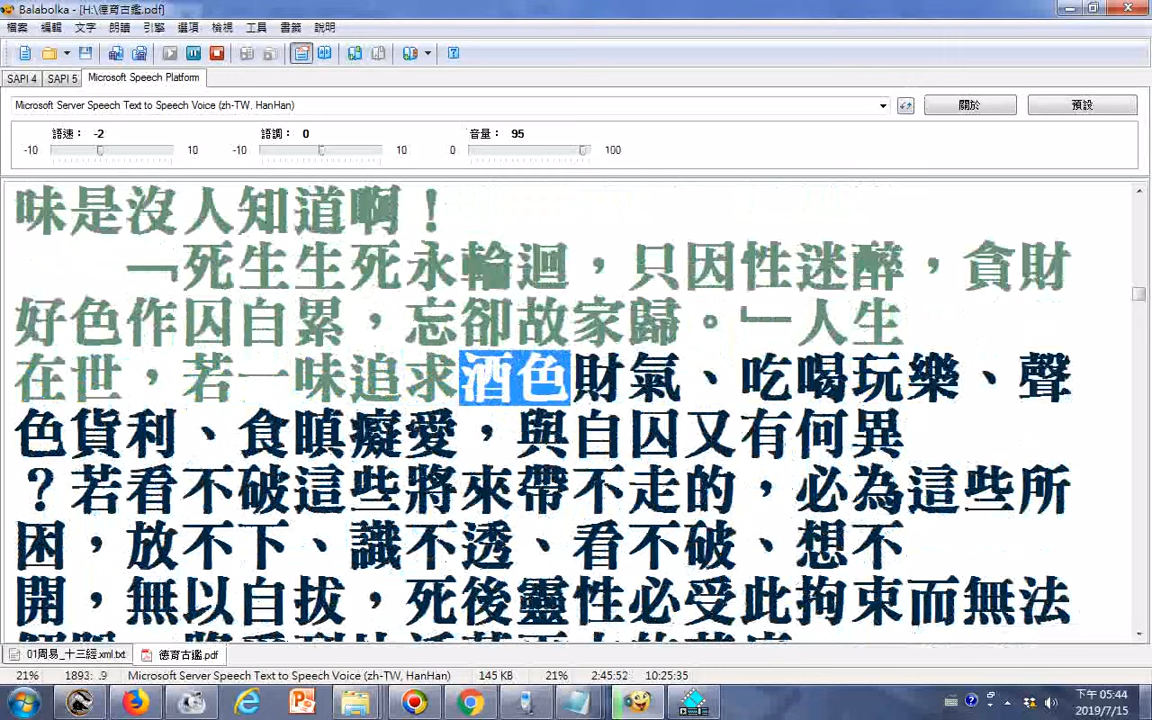 Balabolka - [H:\德育古鑑.pdf]
檔案 編輯 文字 朗讀 引擎 選項 檢視 工具 書籤 說明
SAPI 4 SAPI 5 Microsoft Speech Platform
Microsoft Server Speech Text to Speech Voice (zh-TW, HanHan) 關於 預設
語速： -2 語調： 0 音量： 95
-10 10 -10 10 0 100
味是沒人知道啊！
﹁死生生死永輪迴，只因性迷醉，貪財
好色作囚自累，忘卻故家歸。﹂人生
在世，若一味追求酒色財氣、吃喝玩樂、聲
色貨利、食瞋癡愛，與自囚又有何異
？若看不破這些將來帶不走的，必為這些所
困，放不下、識不透、看不破、想不
開，無以自拔，死後靈性必受此拘束而無法
01周易_十三經.xml.txt 德育古鑑.pdf
21% 1893: .9 Microsoft Server Speech Text to Speech Voice (zh-TW, HanHan) 145 KB 21% 2:45:52 10:25:35
下午 05:44
2019/7/15